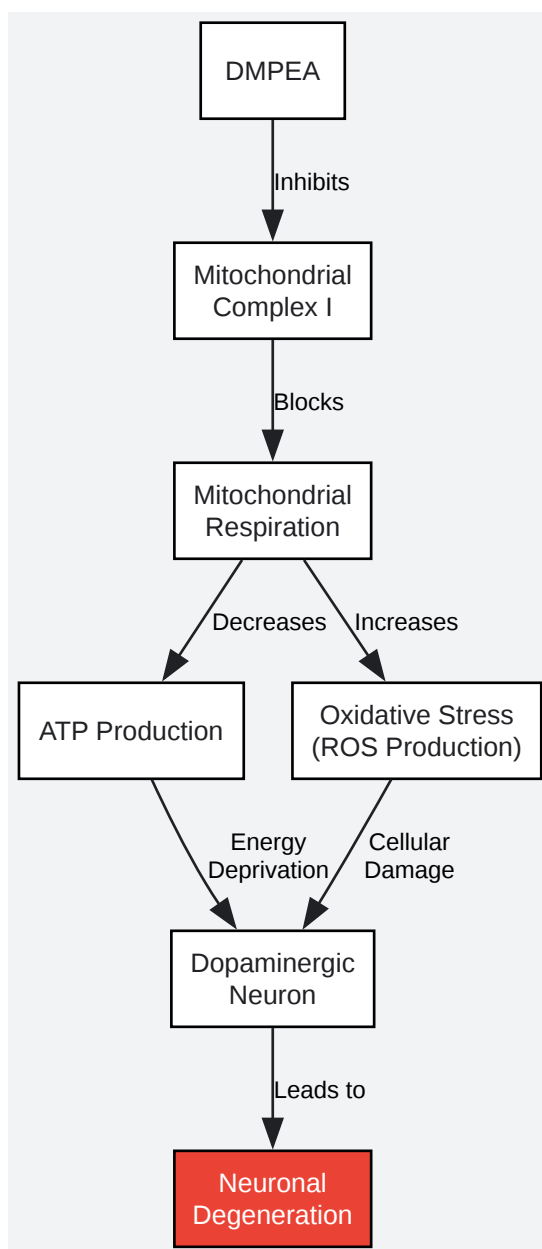 DMPEA
Inhibits
Mitochondrial
Complex I
Blocks
Mitochondrial
Respiration
Decreases
Increases
ATP Production
Oxidative Stress
(ROS Production)
Energy
Deprivation
Cellular
Damage
Dopaminergic
Neuron
Leads to
Neuronal
Degeneration